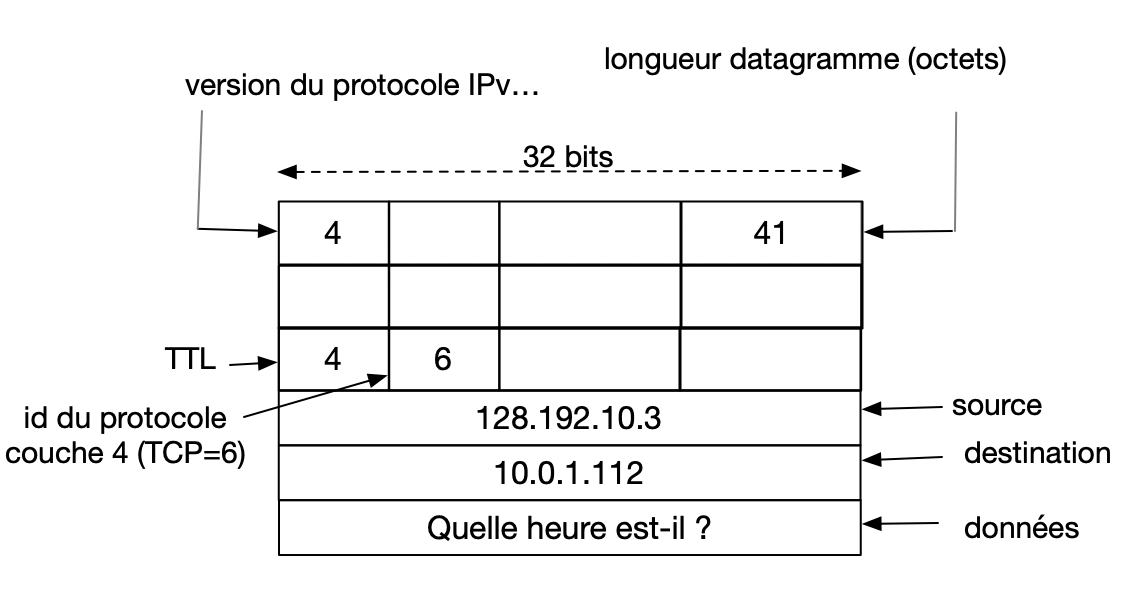 longueur datagramme (octets)
version du protocole IPv…
32 bits
4 41
TTL 4 6
id du protocole
couche 4 (TCP=6)
128.192.10.3 source
10.0.1.112 destination
Quelle heure est-il ? données